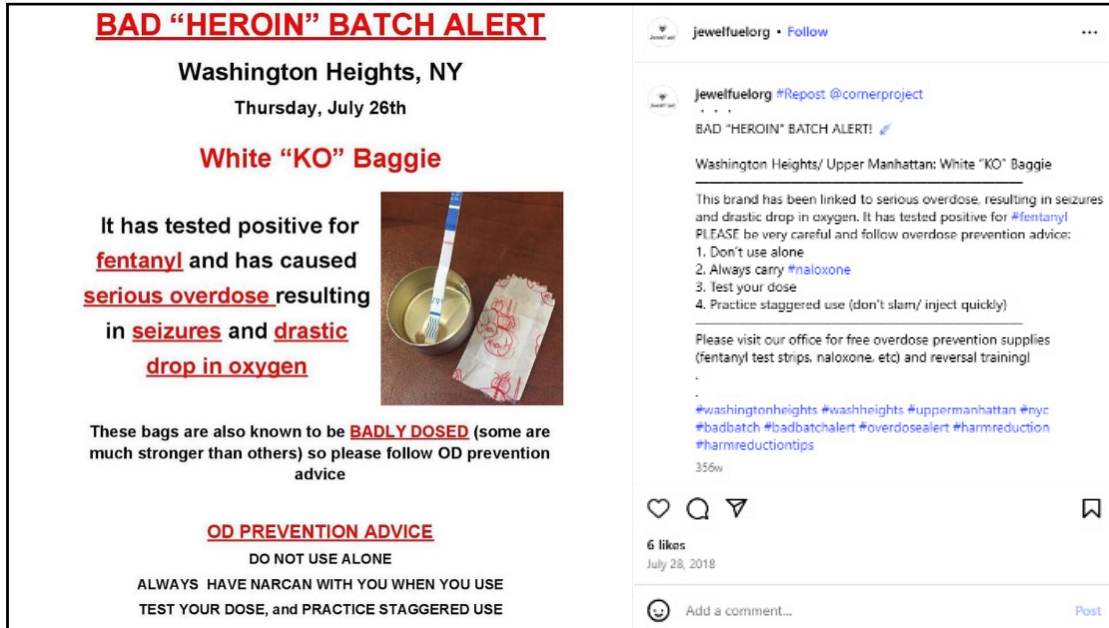 BAD “HEROIN” BATCH ALERT
Washington Heights, NY
Thursday, July 26th
White “KO” Baggie
It has tested positive for
fentanyl and has caused
serious overdose resulting
in seizures and drastic
drop in oxygen
These bags are also known to be BADLY DOSED (some are
much stronger than others) so please follow OD prevention
advice
OD PREVENTION ADVICE
DO NOT USE ALONE
ALWAYS HAVE NARCAN WITH YOU WHEN YOU USE
TEST YOUR DOSE, and PRACTICE STAGGERED USE
jewelfuelorg • Follow
jewelfuelorg #Repost @cornerproject
. . .
BAD “HEROIN” BATCH ALERT!
Washington Heights/ Upper Manhattan: White “KO” Baggie
This brand has been linked to serious overdose, resulting in seizures
and drastic drop in oxygen. It has tested positive for #fentanyl
PLEASE be very careful and follow overdose prevention advice:
1. Don’t use alone
2. Always carry #naloxone
3. Test your dose
4. Practice staggered use (don’t slam/ inject quickly)
Please visit our office for free overdose prevention supplies
(fentanyl test strips, naloxone, etc) and reversal training!
.
.
#washingtonheights #washheights #uppermanhattan #nyc
#badbatch #badbatchalert #overdosealert #harmreduction
#harmreductiontips
356w
6 likes
July 28, 2018
Add a comment...
Post